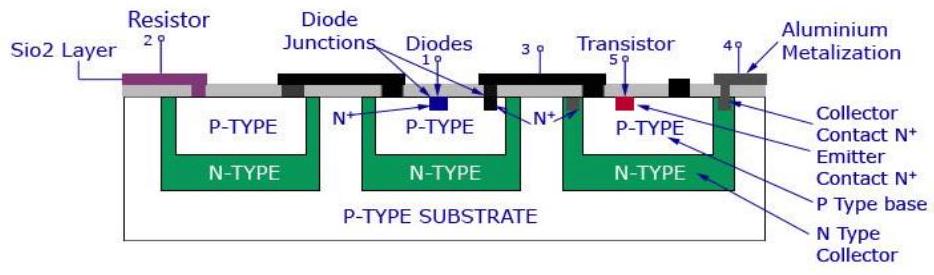 Resistor
2
Sio2 Layer
Diode
Junctions
Diodes
1
3
Transistor
5
4
Aluminium
Metalization
N+
N+
P-TYPE
P-TYPE
P-TYPE
N-TYPE
N-TYPE
N-TYPE
P-TYPE SUBSTRATE
Collector
Contact N+
Emitter
Contact N+
P Type base
N Type
Collector